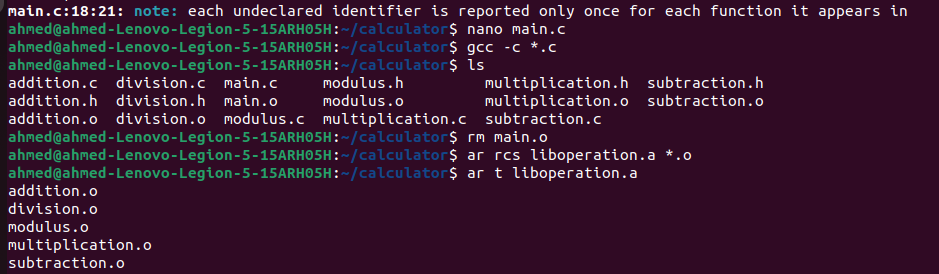 main.c:18:21: note: each undeclared identifier is reported only once for each function it appears in
ahmed@ahmed-Lenovo-Legion-5-15ARH05H:~/calculator$ nano main.c
ahmed@ahmed-Lenovo-Legion-5-15ARH05H:~/calculator$ gcc -c *.c
ahmed@ahmed-Lenovo-Legion-5-15ARH05H:~/calculator$ ls
addition.c  division.c  main.c     modulus.h         multiplication.h  subtraction.h
addition.h  division.h  main.o     modulus.o         multiplication.o  subtraction.o
addition.o  division.o  modulus.c  multiplication.c  subtraction.c
ahmed@ahmed-Lenovo-Legion-5-15ARH05H:~/calculator$ rm main.o
ahmed@ahmed-Lenovo-Legion-5-15ARH05H:~/calculator$ ar rcs liboperation.a *.o
ahmed@ahmed-Lenovo-Legion-5-15ARH05H:~/calculator$ ar t liboperation.a
addition.o
division.o
modulus.o
multiplication.o
subtraction.o